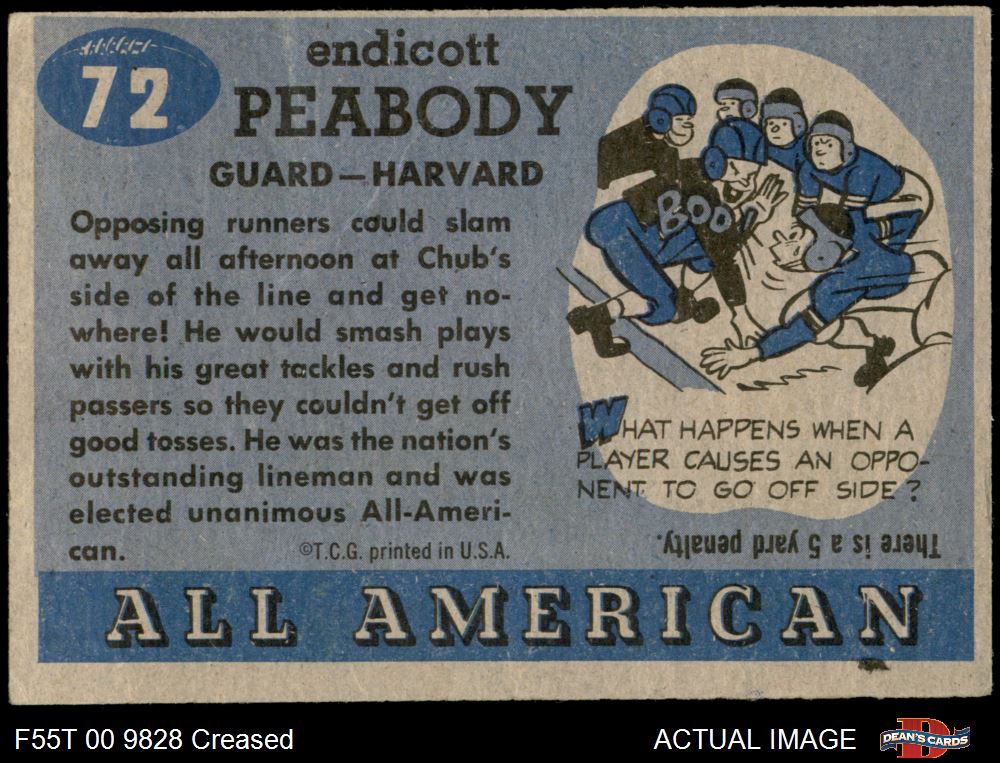 72
endicott
PEABODY
GUARD—HARVARD
Opposing runners could slam
away all afternoon at Chub's
side of the line and get no-
where! He would smash plays
with his great tackles and rush
passers so they couldn't get off
good tosses. He was the nation's
outstanding lineman and was
elected unanimous All-Ameri-
can.
©T.C.G. printed in U.S.A.
BOO
WHAT HAPPENS WHEN A
PLAYER CAUSES AN OPPO-
NENT TO GO OFF SIDE?
There is a 5 yard penalty.
ALL AMERICAN
F55T 00 9828 Creased
ACTUAL IMAGE
D
DEAN'S CARDS